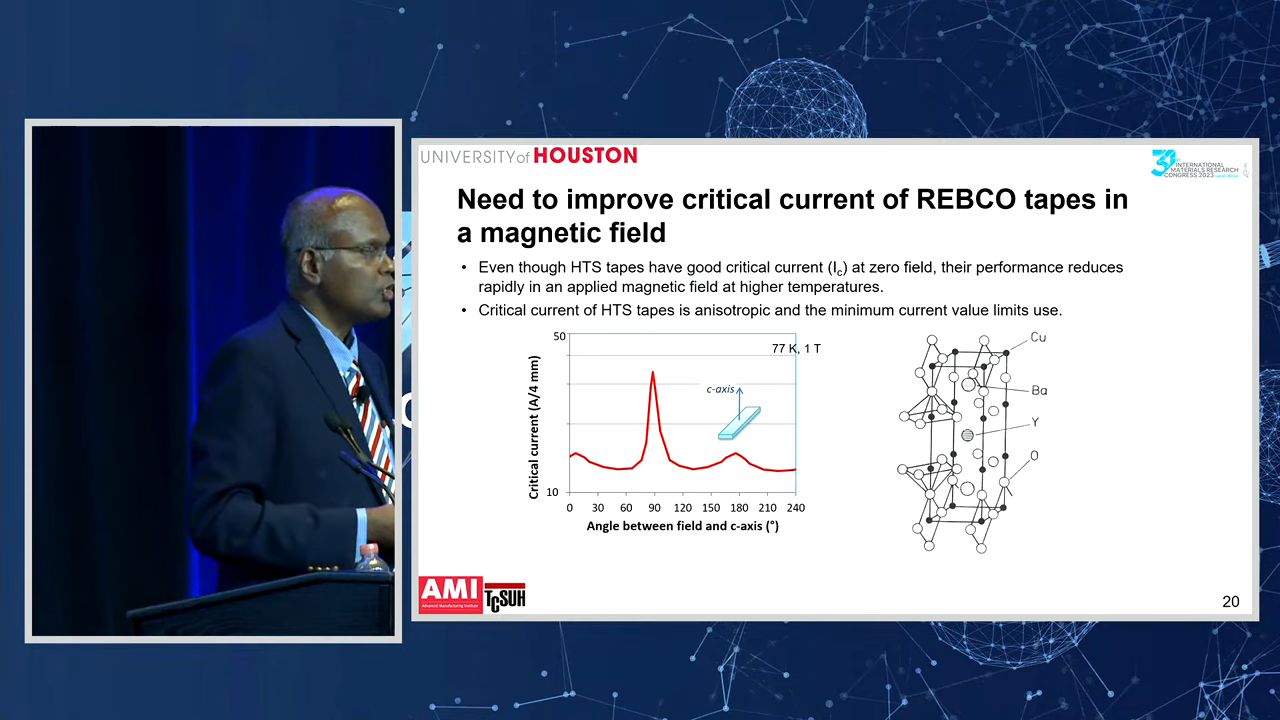 UNIVERSITYof HOUSTON
INTERNATIONAL
MATERIALS RESEARCH
CONGRESS 2023
Need to improve critical current of REBCO tapes in
a magnetic field
• Even though HTS tapes have good critical current (Ic) at zero field, their performance reduces
rapidly in an applied magnetic field at higher temperatures.
• Critical current of HTS tapes is anisotropic and the minimum current value limits use.
50
77 K, 1 T
c-axis
Critical current (A/4 mm)
10
0 30 60 90 120 150 180 210 240
Angle between field and c-axis (°)
Cu
Ba
Y
O
AMI
Advanced Manufacturing Institute
TCSUH
20